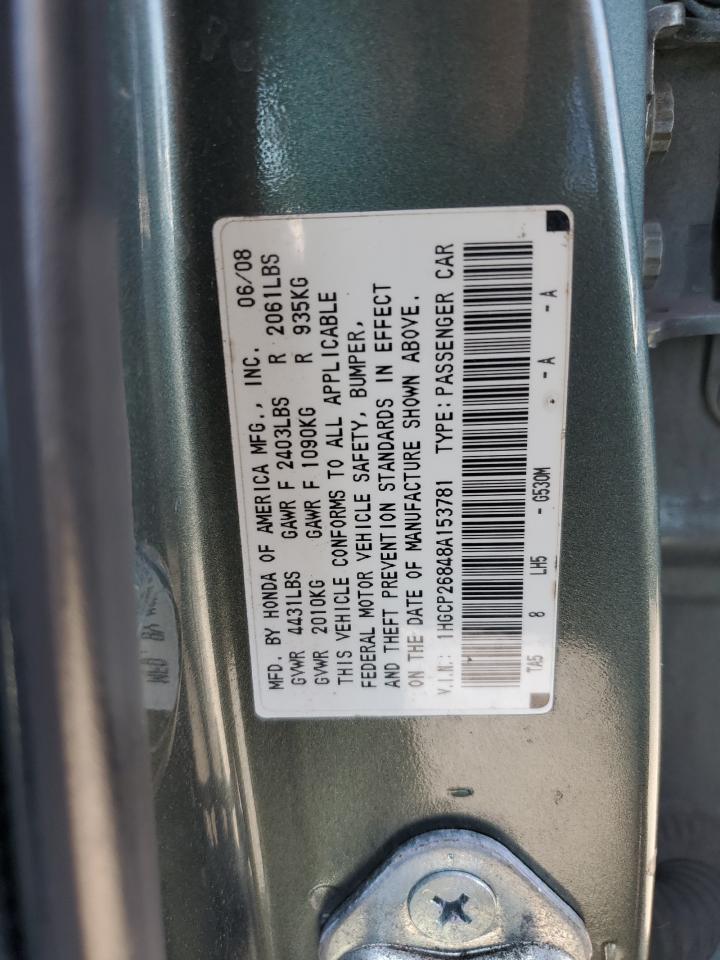 MFD. BY HONDA OF AMERICA MFG., INC. 06/08
GVWR 4431LBS GAWR F 2403LBS R 2061LBS
GVWR 2010KG GAWR F 1090KG R 935KG
THIS VEHICLE CONFORMS TO ALL APPLICABLE
FEDERAL MOTOR VEHICLE SAFETY, BUMPER,
AND THEFT PREVENTION STANDARDS IN EFFECT
ON THE DATE OF MANUFACTURE SHOWN ABOVE.
V.I.N.: 1HGCP26848A153781 TYPE: PASSENGER CAR
TA5 8 LH5 - G530M - A - A